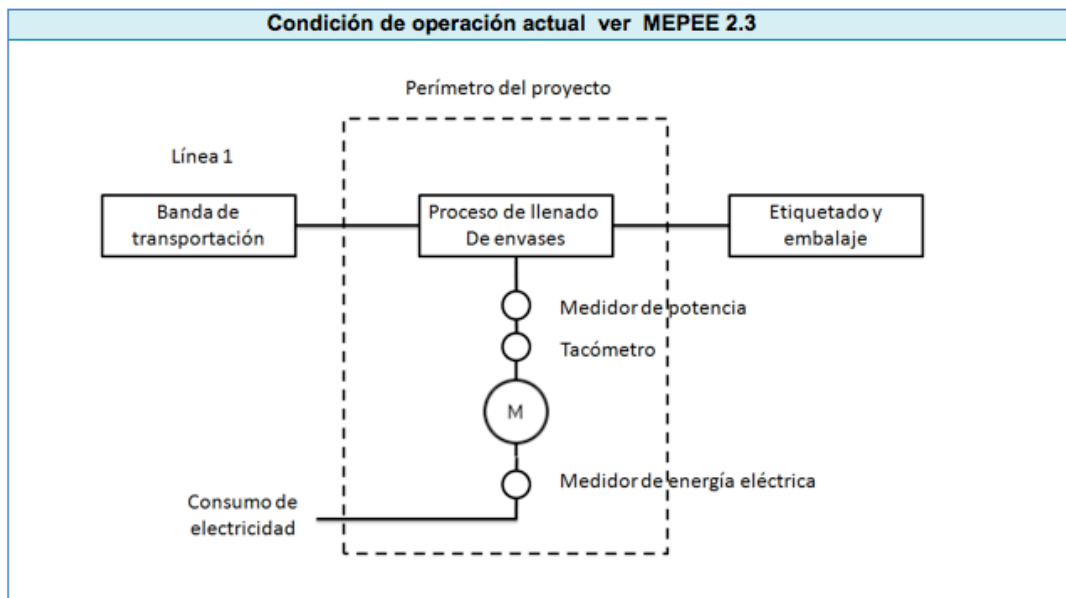 Condición de operación actual  ver  MEPEE 2.3
Perímetro del proyecto
Línea 1
Banda de
transportación
Proceso de llenado
De envases
Etiquetado y
embalaje
Medidor de potencia
Tacómetro
M
Medidor de energía eléctrica
Consumo de
electricidad